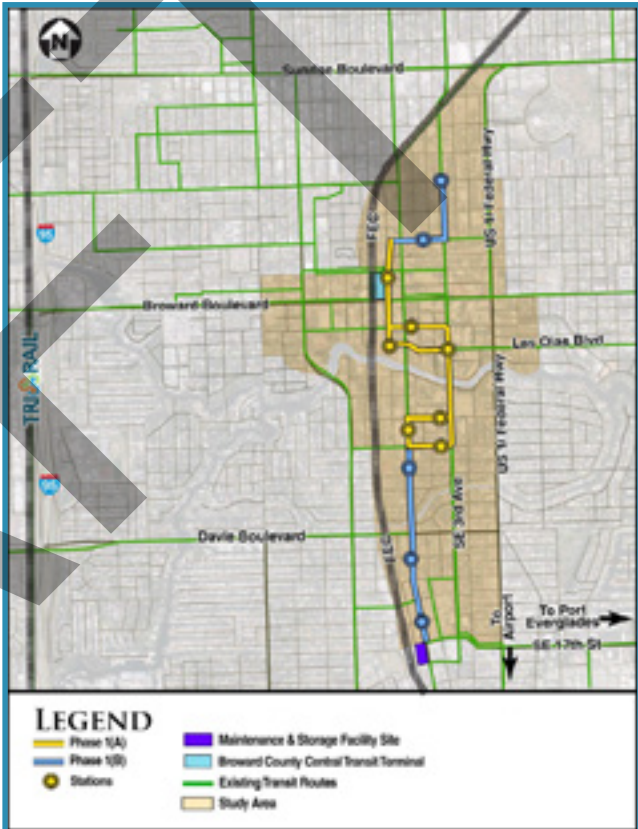 N
Sunrise Boulevard
US 1/ Federal Hwy
FEC
95
Broward Boulevard
Las Olas Blvd
TRI RAIL
US 1/ Federal Hwy
95
SE 3rd Ave
Davie Boulevard
FEC
To Airport
To Port
Everglades
SE 17th St
LEGEND
Phase 1(A)
Phase 1(B)
Stations
Maintenance & Storage Facility Site
Broward County Central Transit Terminal
Existing Transit Routes
Study Area